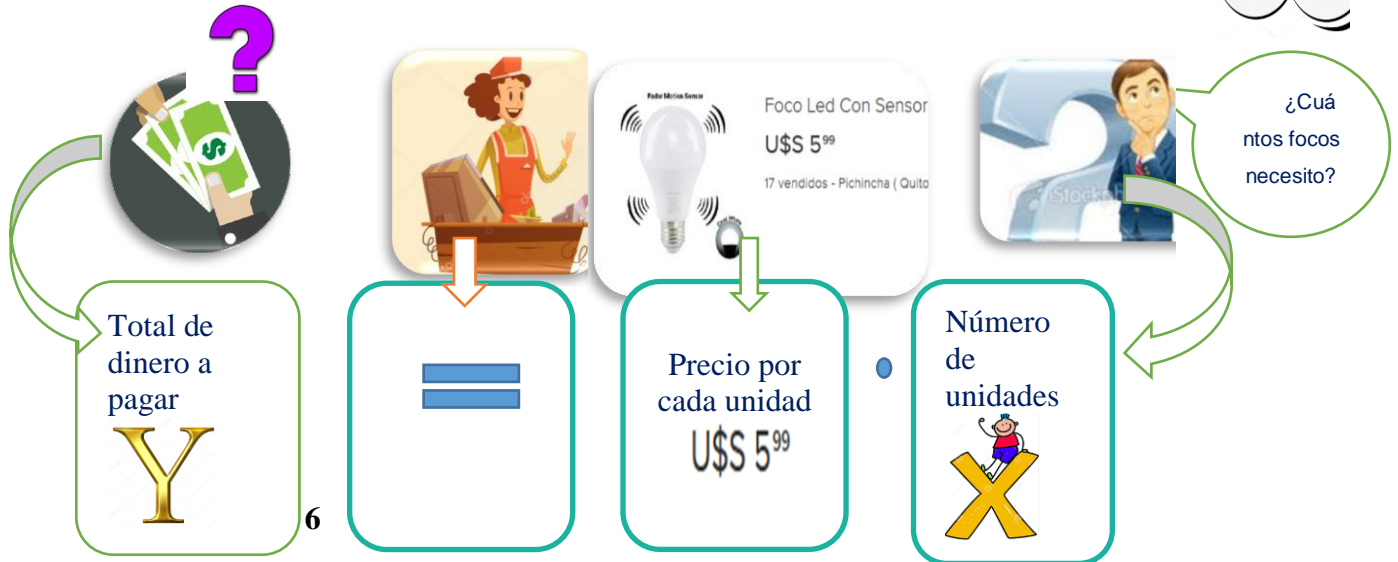 ?
Radar Motion Sensor
Foco Led Con Sensor
U$S 5⁹⁹
17 vendidos - Pichincha ( Quito
¿Cuá
ntos focos
necesito?
Total de
dinero a
pagar
Y
6
=
Precio por
cada unidad
U$S 5⁹⁹
•
Número
de
unidades
X